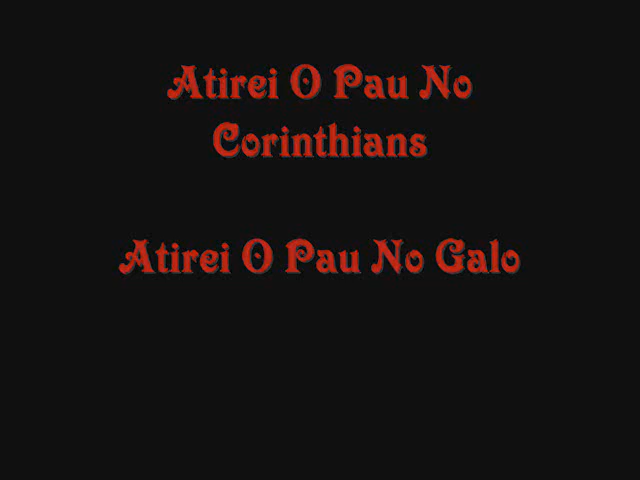 Atirei O Pau No
Corinthians
Atirei O Pau No Galo